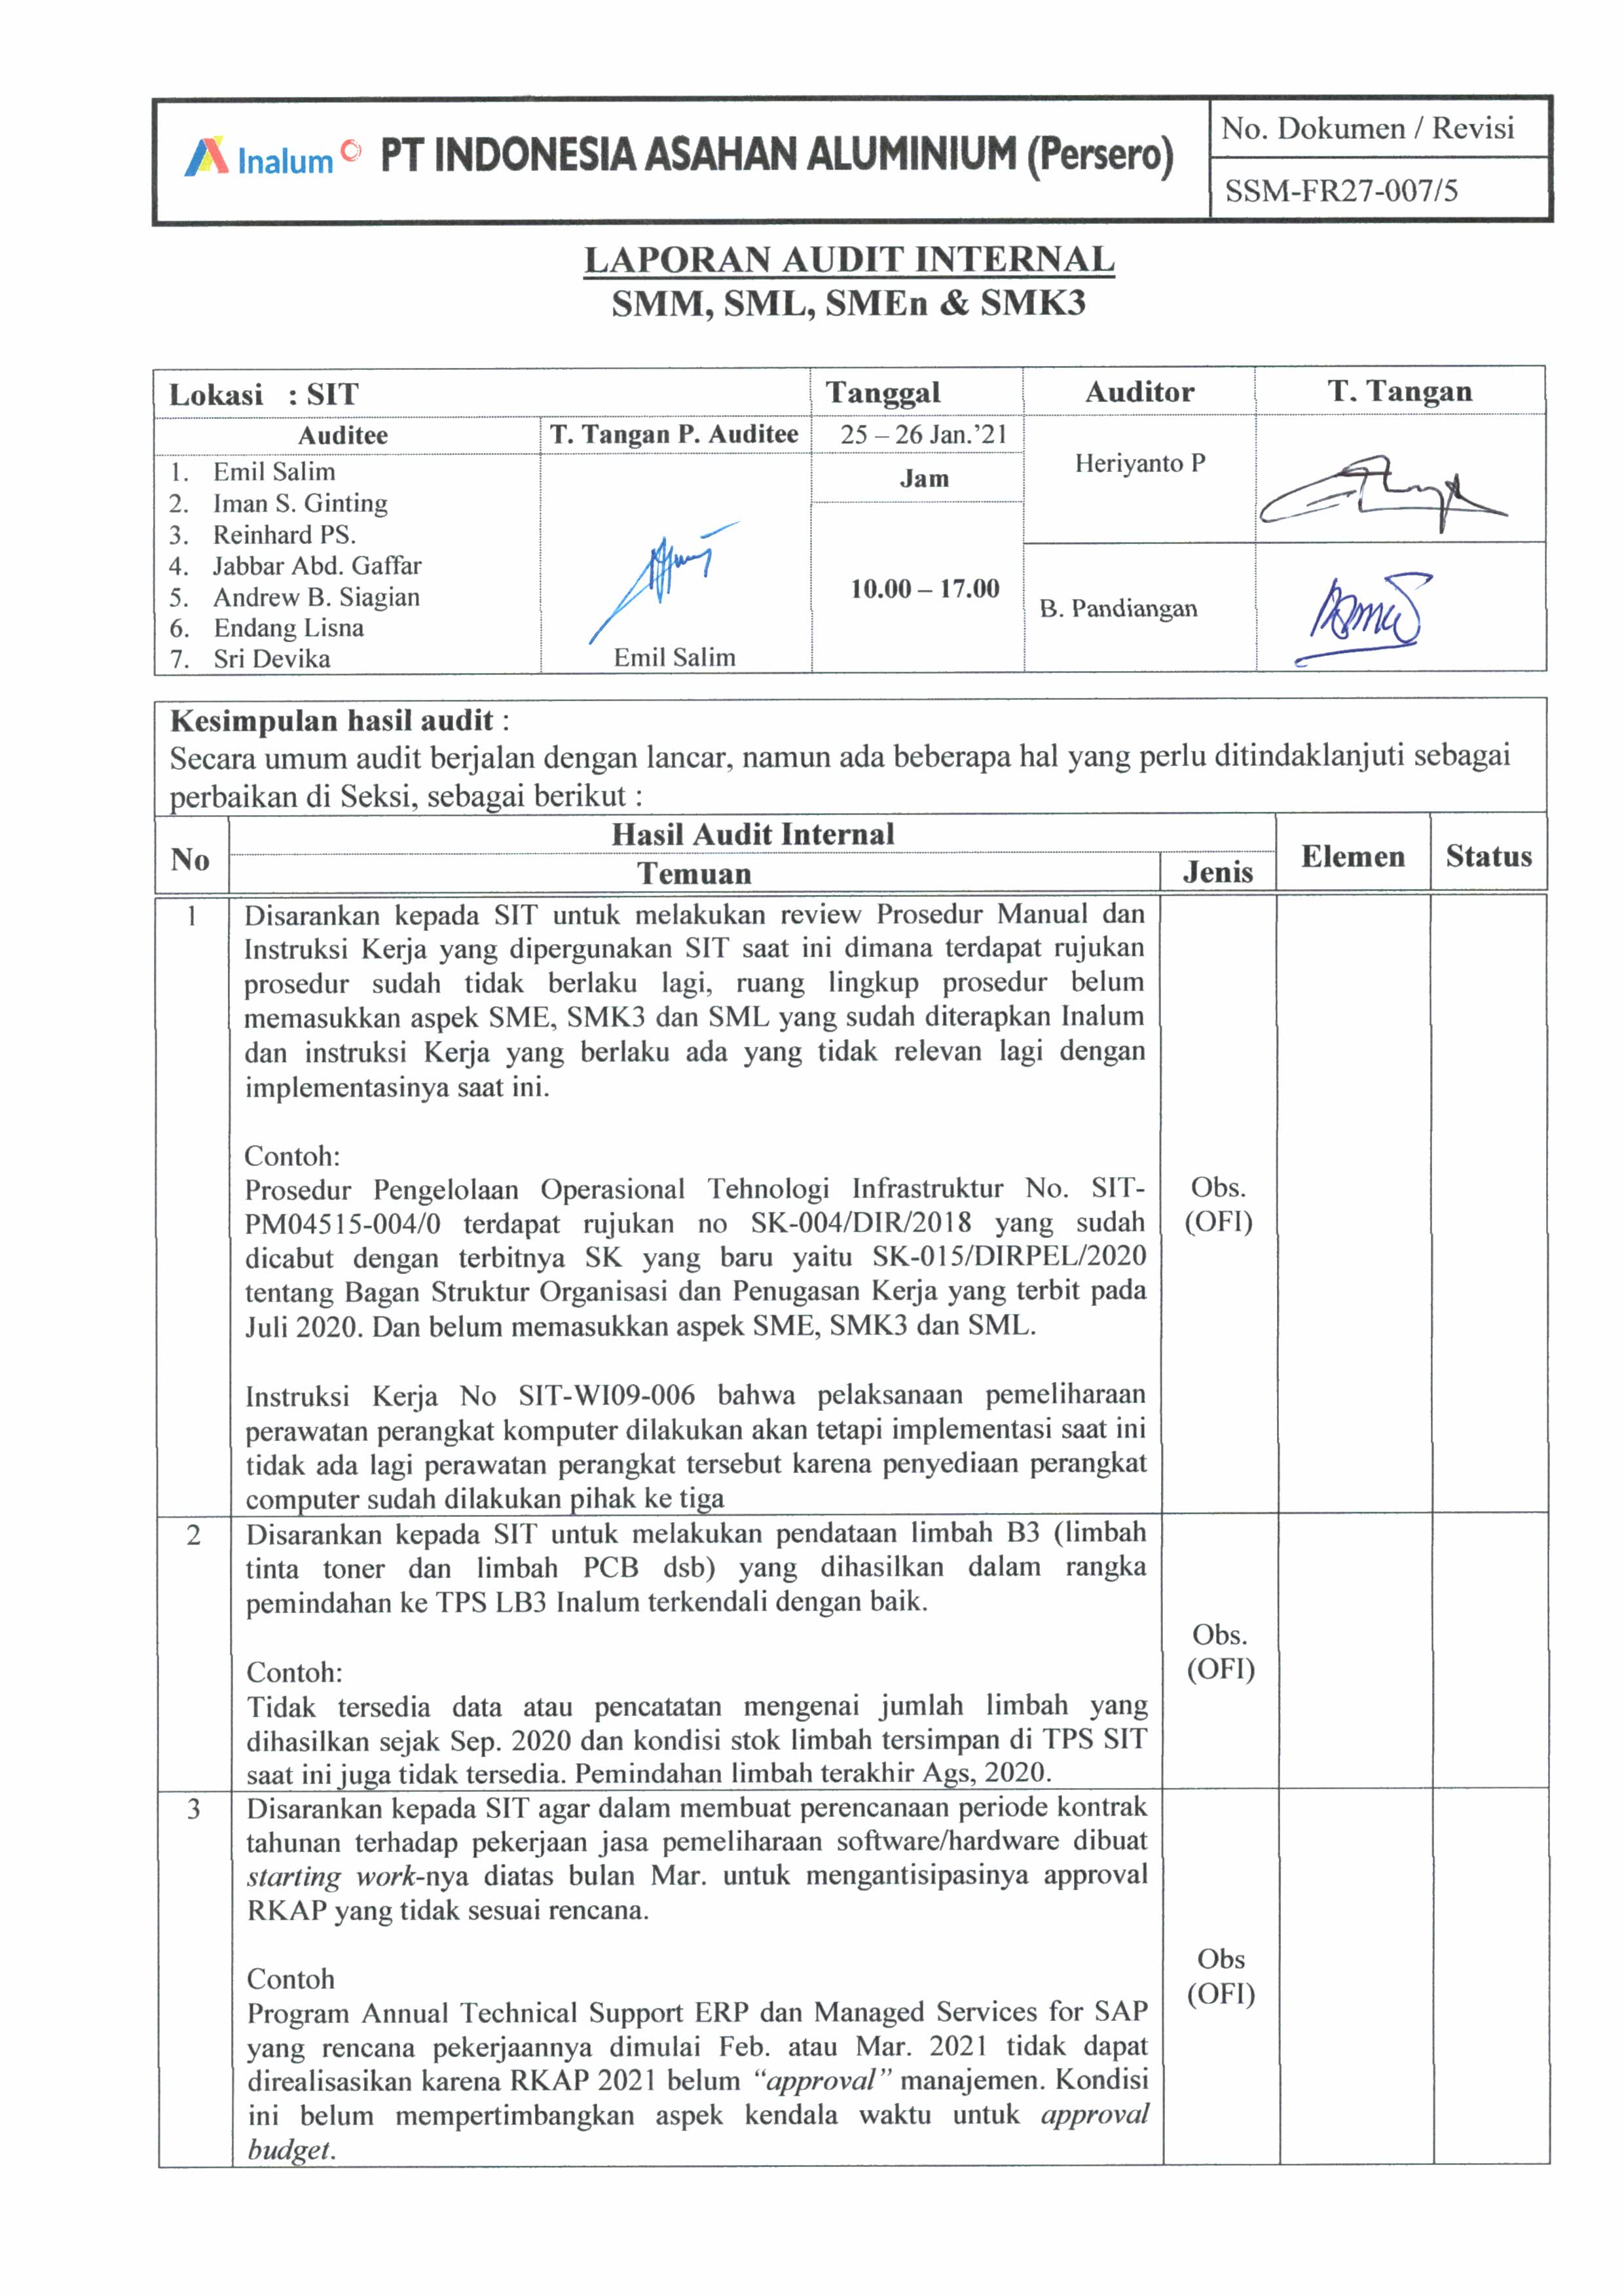 Inalum PT INDONESIA ASAHAN ALUMINIUM (Persero)
No. Dokumen / Revisi
SSM-FR27-007/5
LAPORAN AUDIT INTERNAL
SMM, SML, SMEn & SMK3
Lokasi : SIT
Tanggal
Auditor
T. Tangan
Auditee
T. Tangan P. Auditee
25 – 26 Jan.'21
Heriyanto P
1. Emil Salim
Jam
2. Iman S. Ginting
3. Reinhard PS.
4. Jabbar Abd. Gaffar
5. Andrew B. Siagian
10.00 – 17.00
B. Pandiangan
6. Endang Lisna
7. Sri Devika
Emil Salim
Kesimpulan hasil audit :
Secara umum audit berjalan dengan lancar, namun ada beberapa hal yang perlu ditindaklanjuti sebagai
perbaikan di Seksi, sebagai berikut :
No
Hasil Audit Internal
Temuan
Jenis
Elemen
Status
1
Disarankan kepada SIT untuk melakukan review Prosedur Manual dan
Instruksi Kerja yang dipergunakan SIT saat ini dimana terdapat rujukan
prosedur sudah tidak berlaku lagi, ruang lingkup prosedur belum
memasukkan aspek SME, SMK3 dan SML yang sudah diterapkan Inalum
dan instruksi Kerja yang berlaku ada yang tidak relevan lagi dengan
implementasinya saat ini.
Contoh:
Prosedur Pengelolaan Operasional Tehnologi Infrastruktur No. SIT-
PM04515-004/0 terdapat rujukan no SK-004/DIR/2018 yang sudah
dicabut dengan terbitnya SK yang baru yaitu SK-015/DIRPEL/2020
tentang Bagan Struktur Organisasi dan Penugasan Kerja yang terbit pada
Juli 2020. Dan belum memasukkan aspek SME, SMK3 dan SML.
Instruksi Kerja No SIT-WI09-006 bahwa pelaksanaan pemeliharaan
perawatan perangkat komputer dilakukan akan tetapi implementasi saat ini
tidak ada lagi perawatan perangkat tersebut karena penyediaan perangkat
computer sudah dilakukan pihak ke tiga
Obs.
(OFI)
2
Disarankan kepada SIT untuk melakukan pendataan limbah B3 (limbah
tinta toner dan limbah PCB dsb) yang dihasilkan dalam rangka
pemindahan ke TPS LB3 Inalum terkendali dengan baik.
Contoh:
Tidak tersedia data atau pencatatan mengenai jumlah limbah yang
dihasilkan sejak Sep. 2020 dan kondisi stok limbah tersimpan di TPS SIT
saat ini juga tidak tersedia. Pemindahan limbah terakhir Ags, 2020.
Obs.
(OFI)
3
Disarankan kepada SIT agar dalam membuat perencanaan periode kontrak
tahunan terhadap pekerjaan jasa pemeliharaan software/hardware dibuat
starting work-nya diatas bulan Mar. untuk mengantisipasinya approval
RKAP yang tidak sesuai rencana.
Contoh
Program Annual Technical Support ERP dan Managed Services for SAP
yang rencana pekerjaannya dimulai Feb. atau Mar. 2021 tidak dapat
direalisasikan karena RKAP 2021 belum "approval" manajemen. Kondisi
ini belum mempertimbangkan aspek kendala waktu untuk approval
budget.
Obs
(OFI)